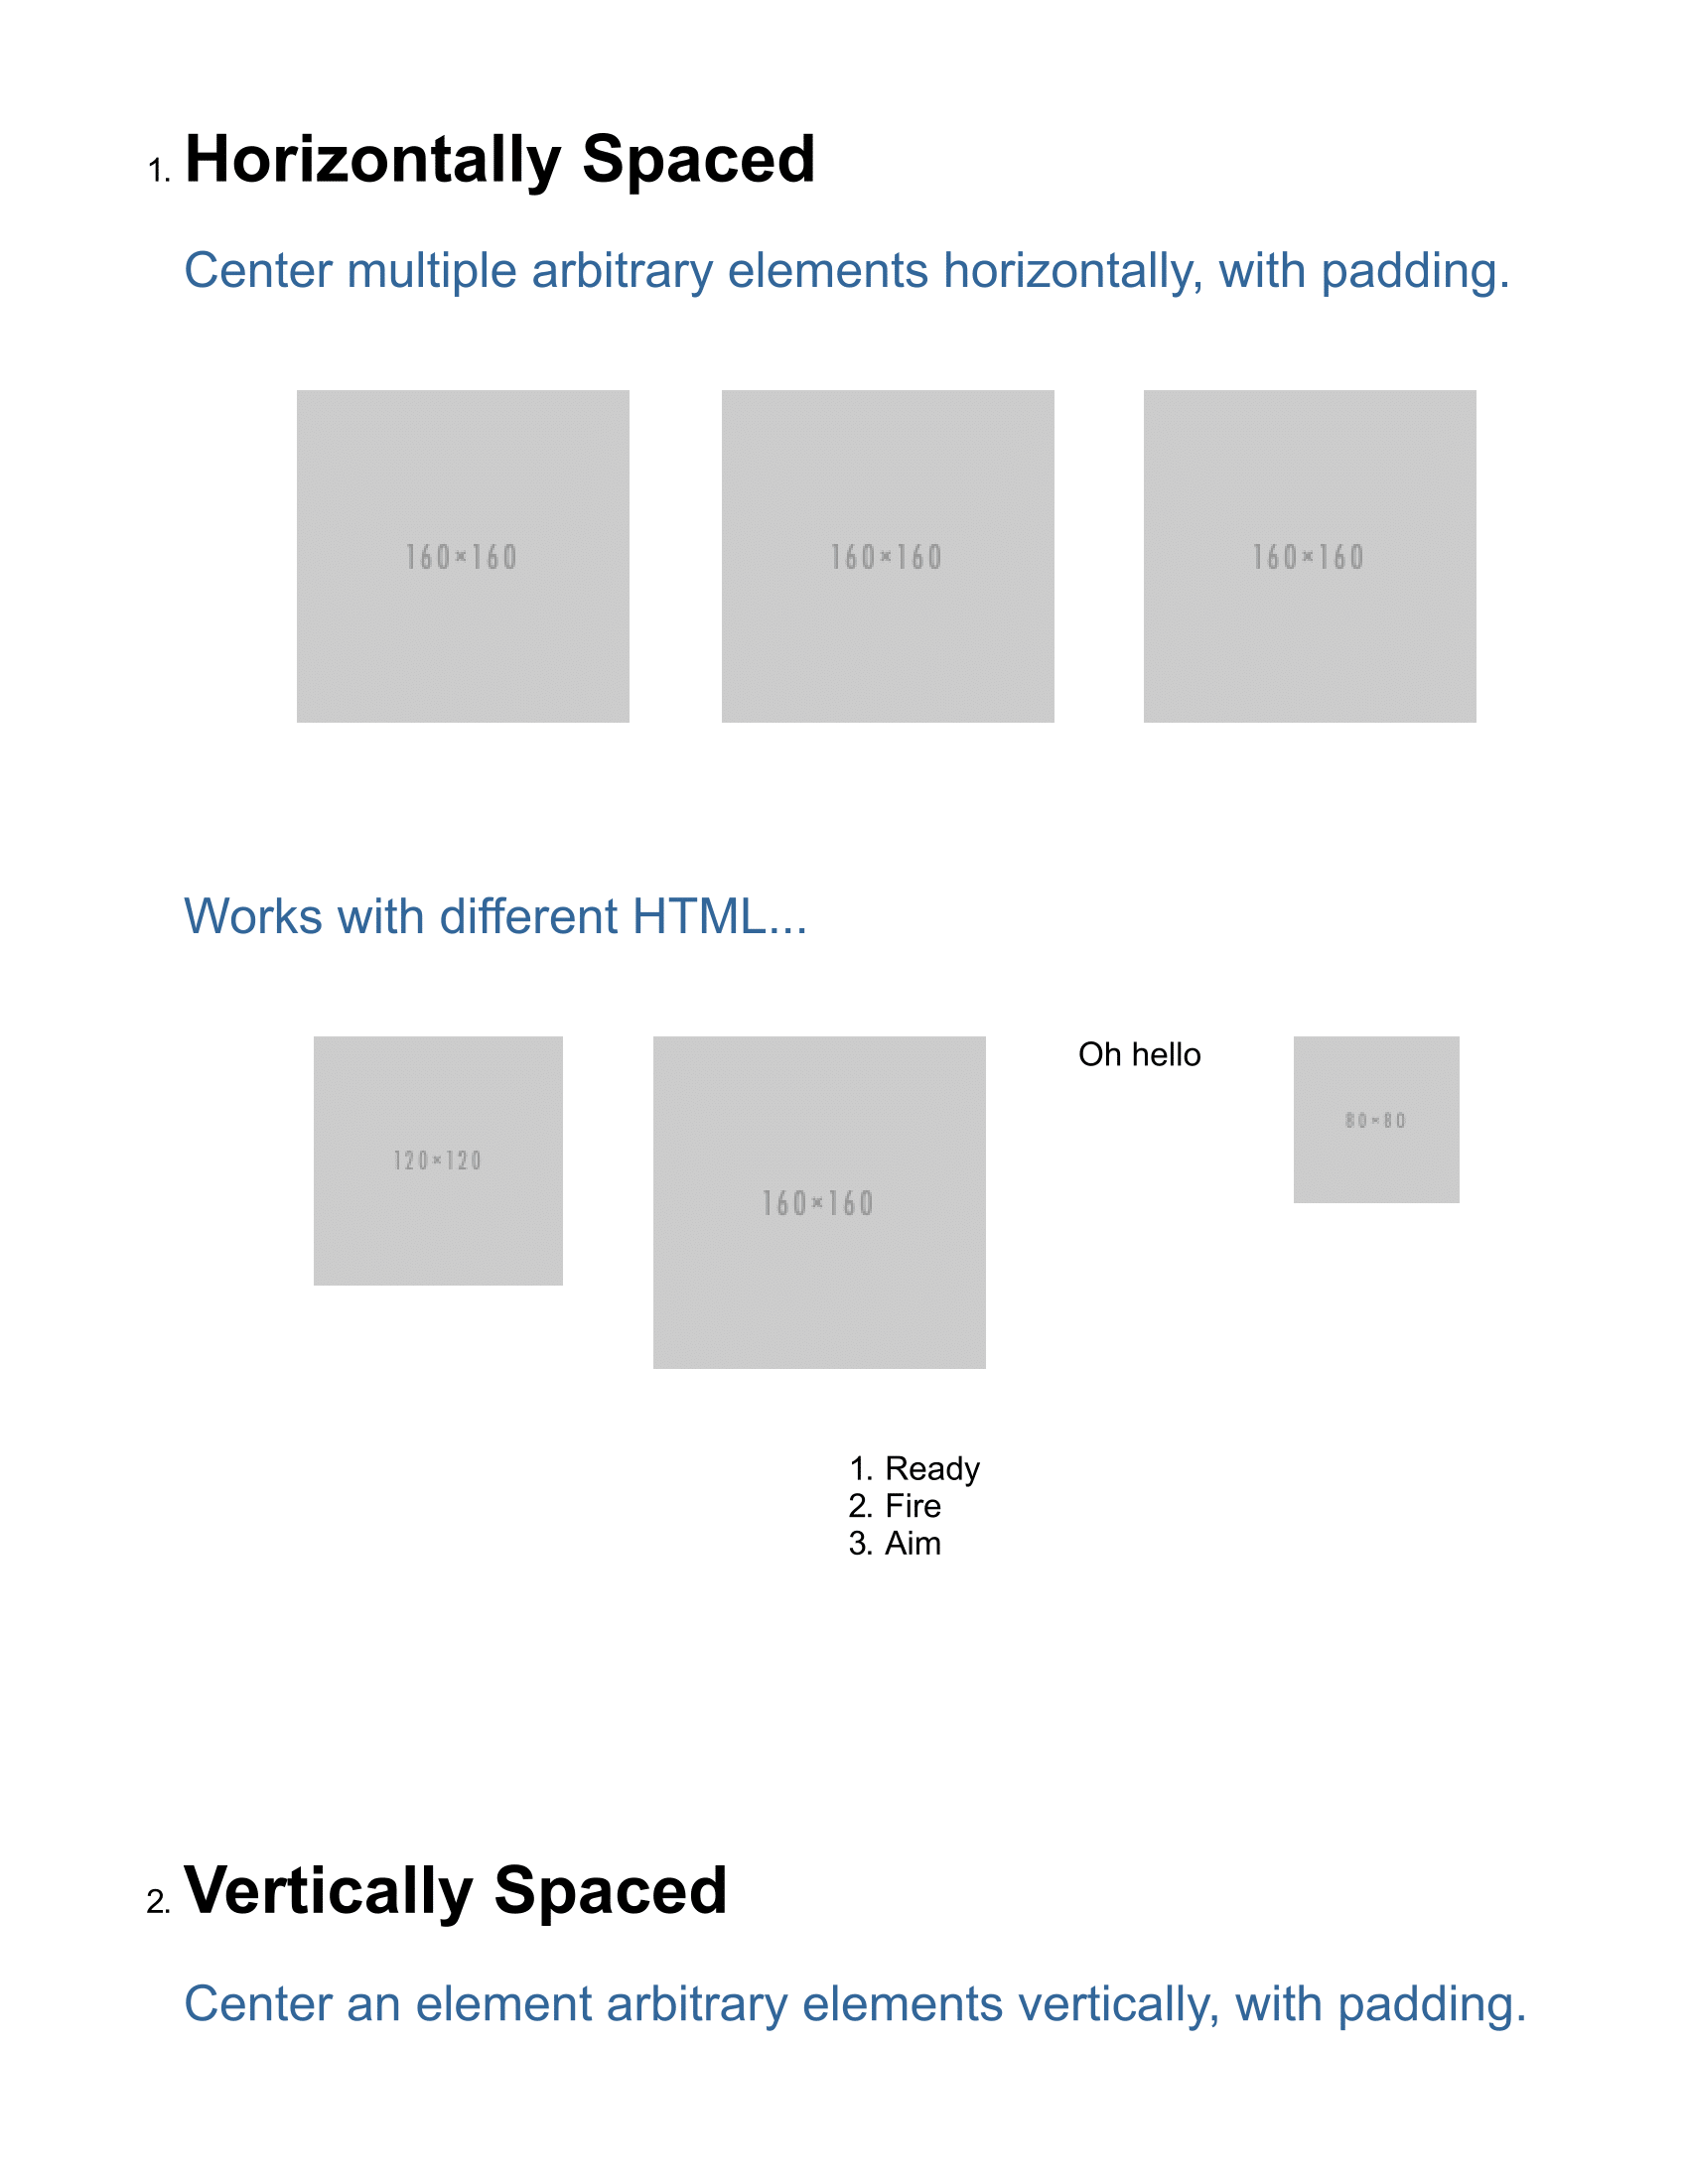 1. Horizontally Spaced
Center multiple arbitrary elements horizontally, with padding.
160×160 160×160 160×160
Works with different HTML...
Oh hello
80×80
120×120
160×160
1. Ready
2. Fire
3. Aim
2. Vertically Spaced
Center an element arbitrary elements vertically, with padding.